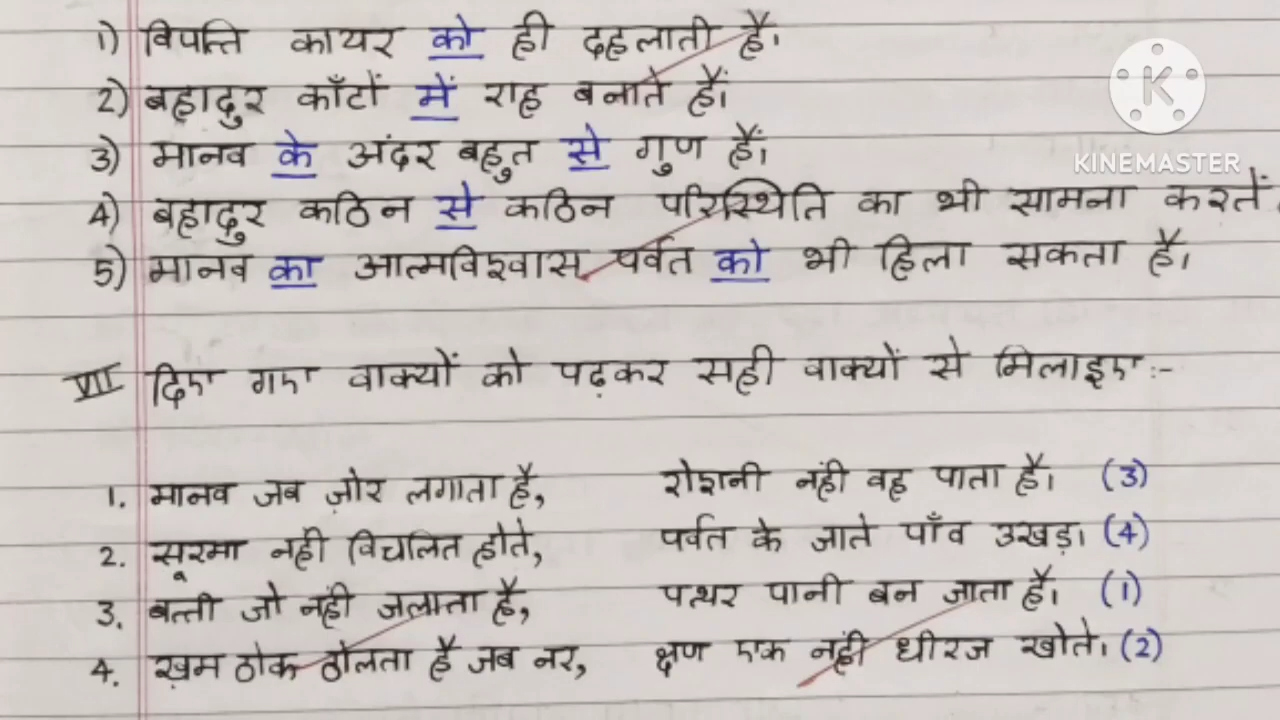 1) विपत्ति कायर को ही दहलाती है।
2) बहादुर काँटों में राह बनाते हैं।
3) मानव के अंदर बहुत से गुण हैं।
4) बहादुर कठिन से कठिन परिस्थिति का भी सामना करतें
5) मानव का आत्मविश्वास पर्वत को भी हिला सकता है।
VII दिए गए वाक्यों को पढ़कर सही वाक्यों से मिलाइए:-
1. मानव जब ज़ोर लगाता है, रोशनी नहीं वह पाता है। (3)
2. सूरमा नहीं विचलित होते, पर्वत के जाते पाँव उखड़। (4)
3. बत्ती जो नहीं जलाता है, पत्थर पानी बन जाता है। (1)
4. ख़म ठोक ठेलता है जब नर, क्षण एक नहीं धीरज खोते। (2)
K
KINEMASTER